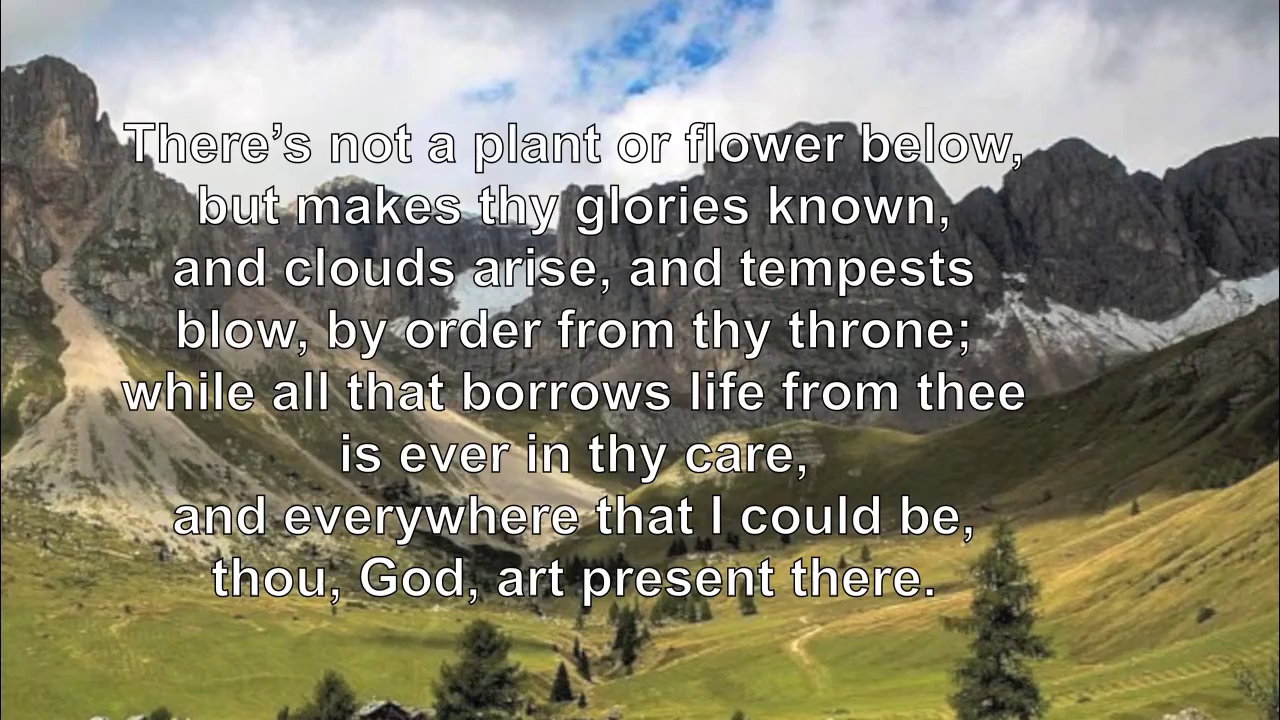 There’s not a plant or flower below,
but makes thy glories known,
and clouds arise, and tempests
blow, by order from thy throne;
while all that borrows life from thee
is ever in thy care,
and everywhere that I could be,
thou, God, art present there.